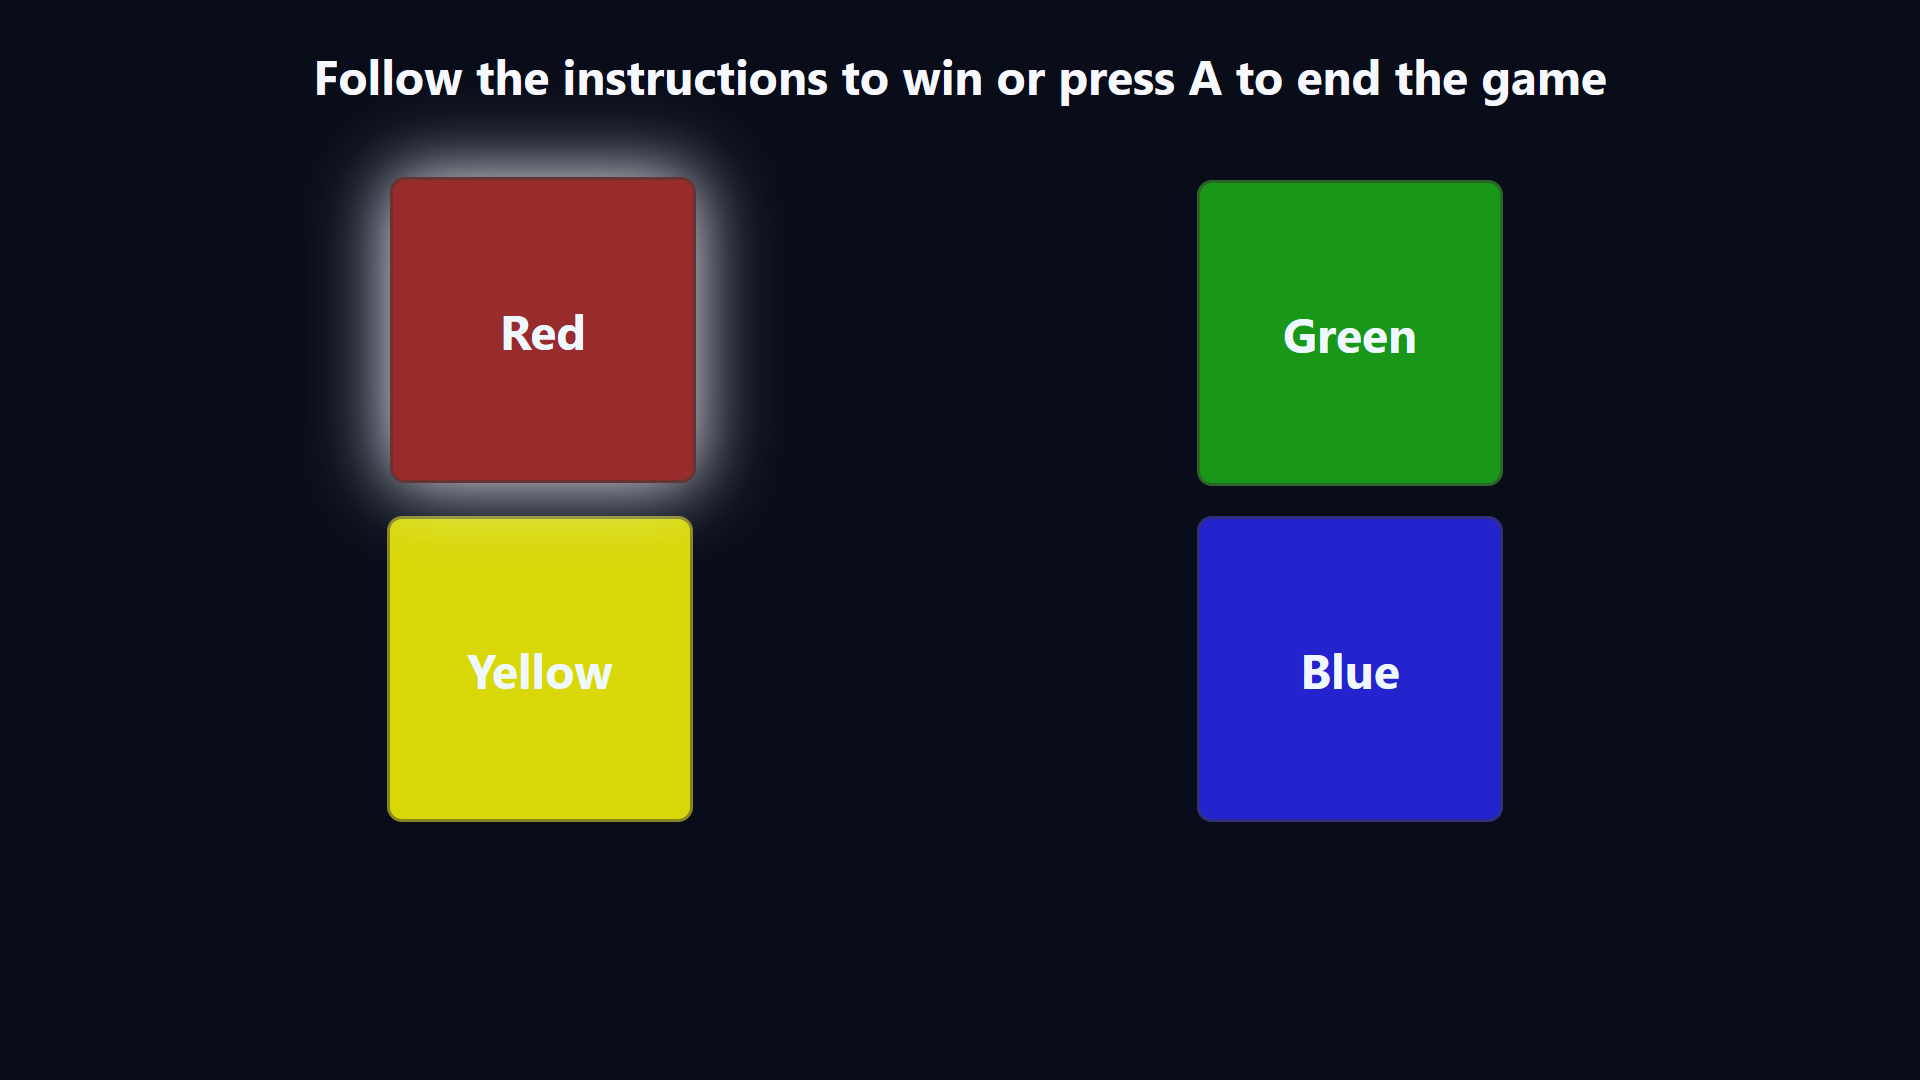 Follow the instructions to win or press A to end the game
Red
Green
Yellow
Blue